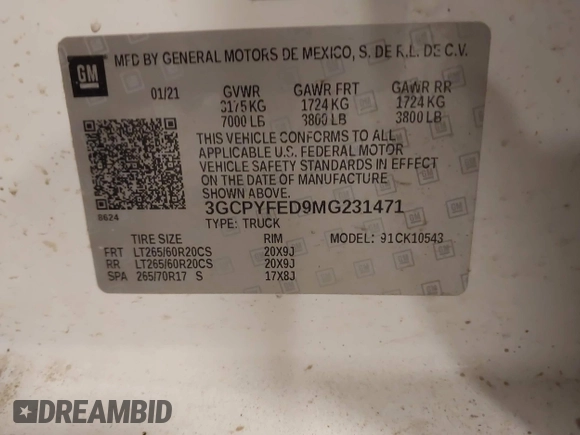 GM
MFD BY GENERAL MOTORS DE MEXICO, S. DE R.L. DE C.V.
01/21 GVWR GAWR FRT GAWR RR
3175 KG 1724 KG 1724 KG
7000 LB 3800 LB 3800 LB
THIS VEHICLE CONFORMS TO ALL
APPLICABLE U.S. FEDERAL MOTOR
VEHICLE SAFETY STANDARDS IN EFFECT
ON THE DATE OF MANUFACTURE
SHOWN ABOVE.
8624
3GCPYFED9MG231471
TYPE: TRUCK
TIRE SIZE RIM MODEL: 91CK10543
FRT LT265/60R20CS 20X9J
RR LT265/60R20CS 20X9J
SPA 265/70R17 S 17X8J
DREAMBID